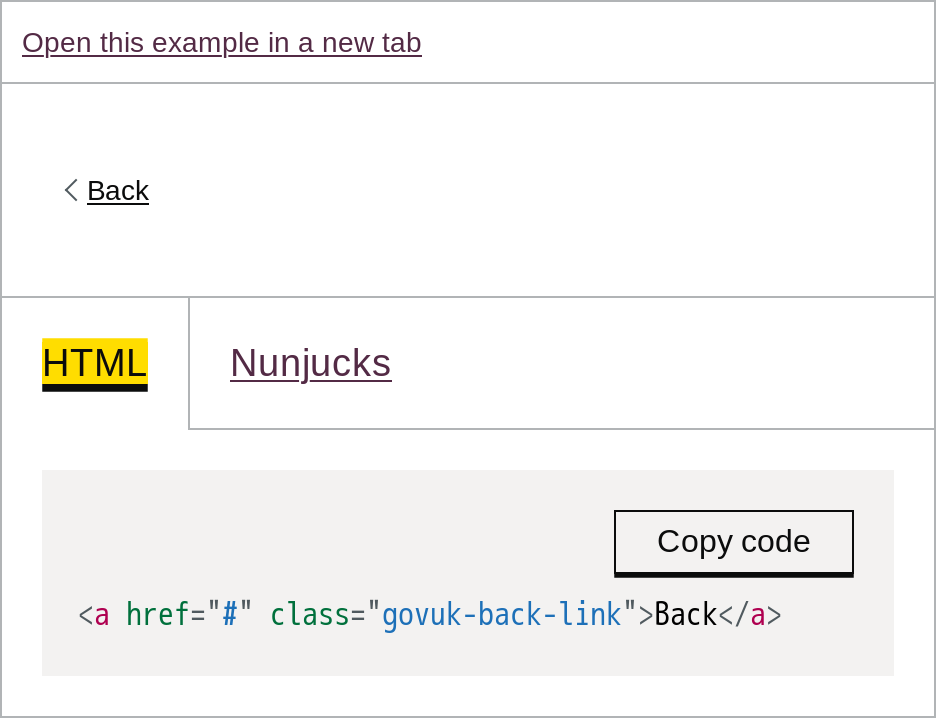 Open this example in a new tab
Back
HTML Nunjucks
Copy code
<a href="#" class="govuk-back-link">Back</a>